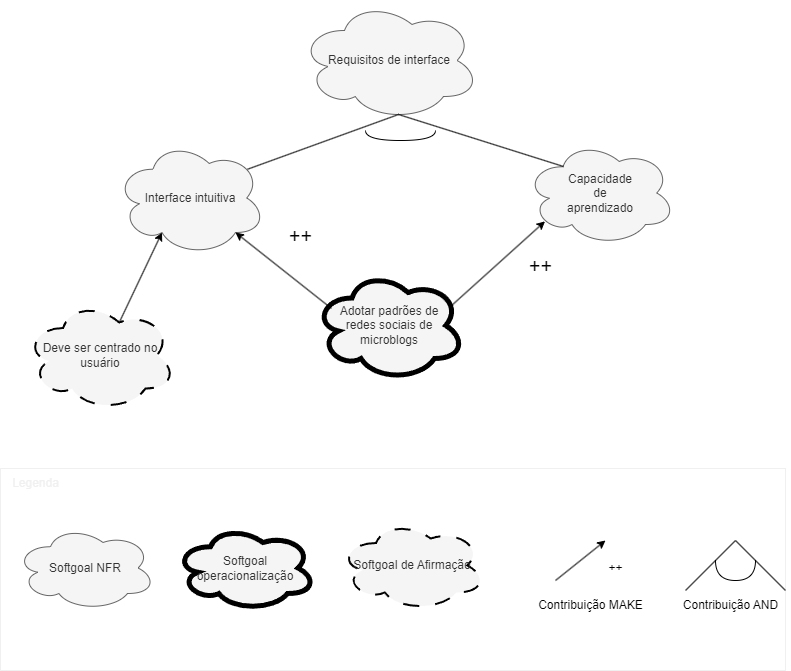 Requisitos de interface
Interface intuitiva
Capacidade
de
aprendizado
++
++
Adotar padrões de
redes sociais de
microblogs
Deve ser centrado no
usuário
Legenda
Softgoal NFR
Softgoal
operacionalização
Softgoal de Afirmação
++
Contribuição MAKE
Contribuição AND